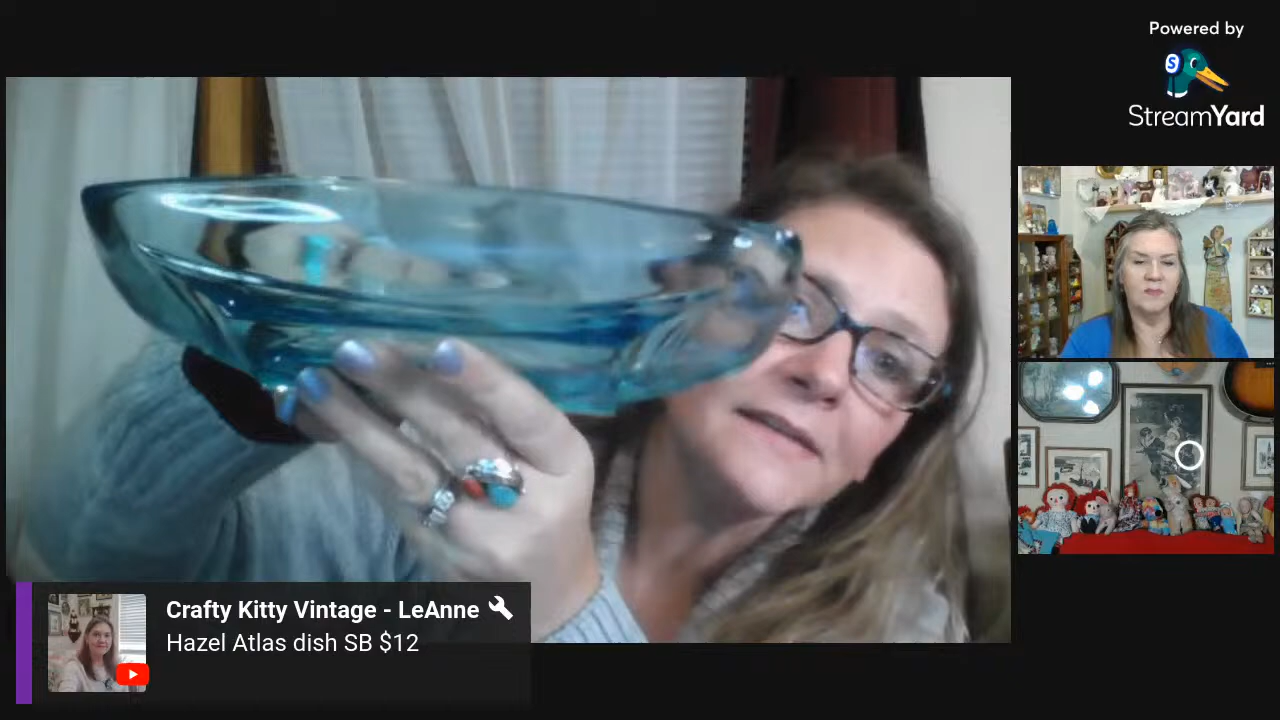 Powered by
S
StreamYard
Crafty Kitty Vintage - LeAnne
Hazel Atlas dish SB $12